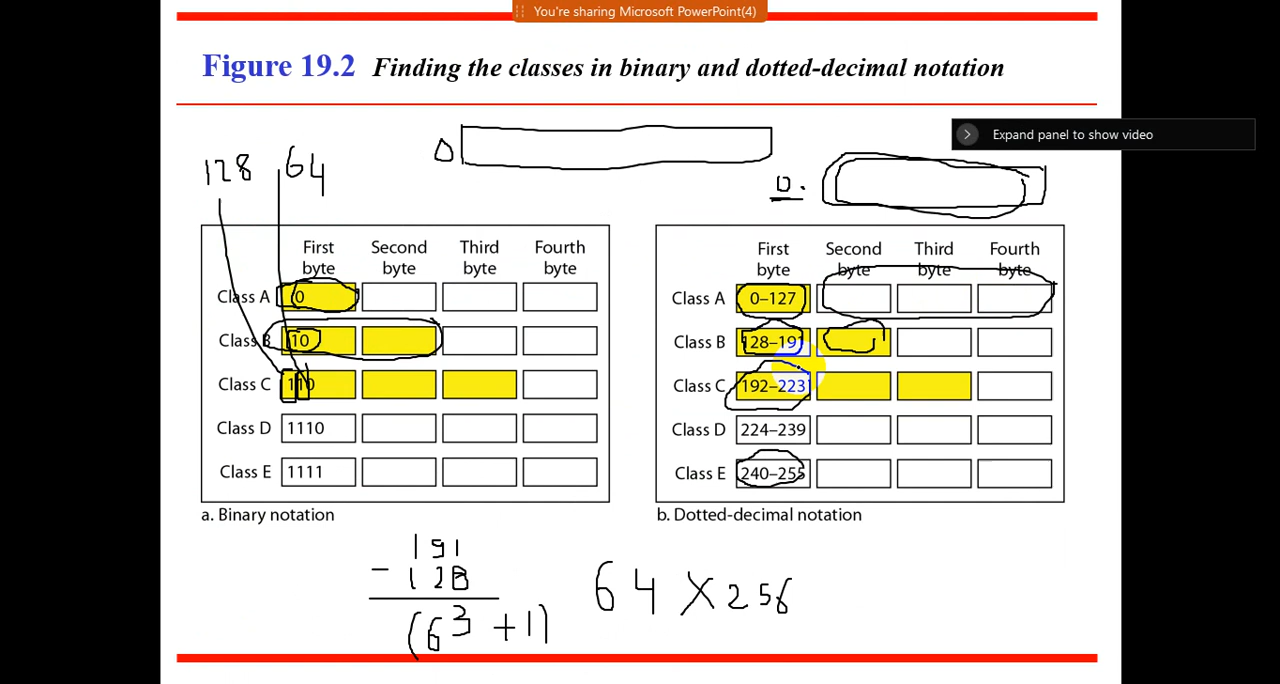 You're sharing Microsoft PowerPoint(4)
Figure 19.2 Finding the classes in binary and dotted-decimal notation
Expand panel to show video
128 64
0
0.
First byte Second byte Third byte Fourth byte
Class A 0
Class B 10
Class C 110
Class D 1110
Class E 1111
a. Binary notation
First byte Second byte Third byte Fourth byte
Class A 0–127
Class B 128–191
Class C 192–223
Class D 224–239
Class E 240–255
b. Dotted-decimal notation
191
- 128
(63 +1)
64 X 256